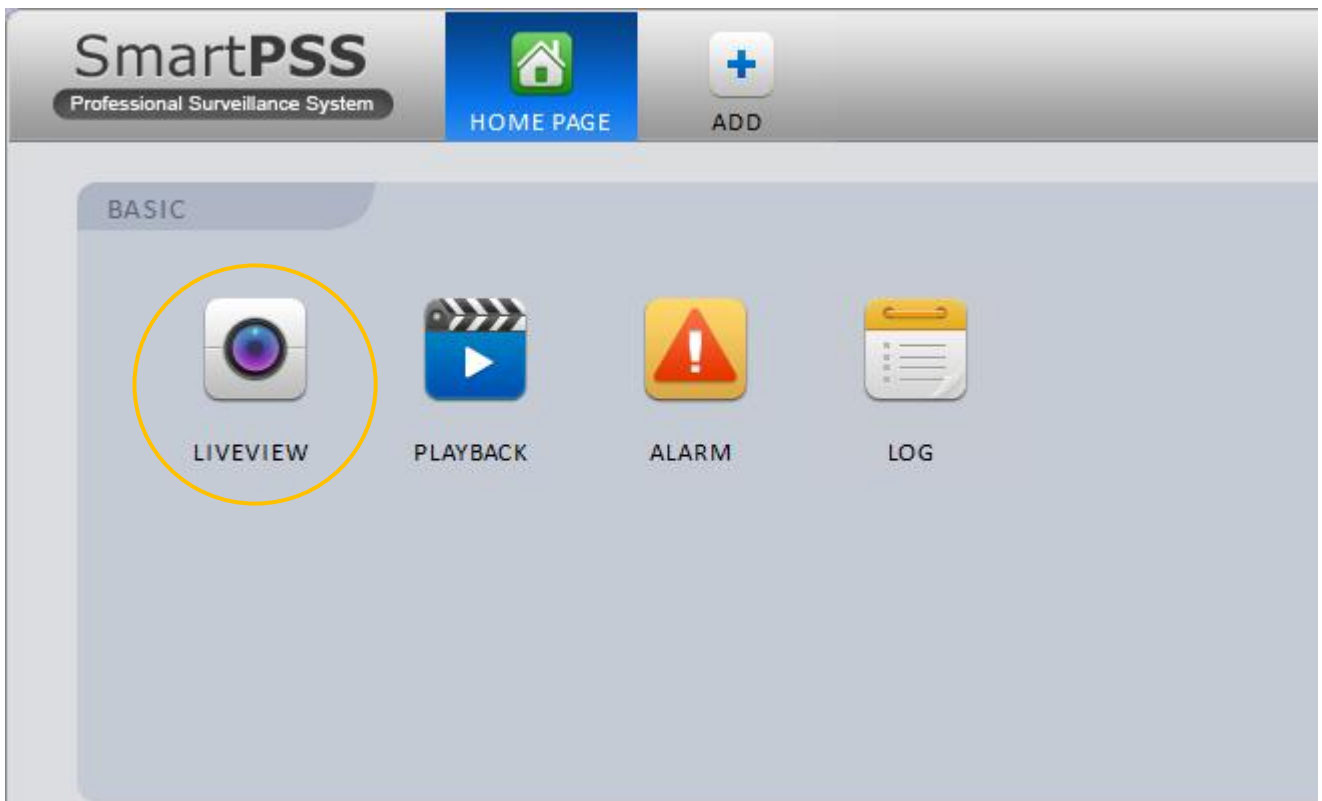 SmartPSS
Professional Surveillance System
HOME PAGE
ADD
BASIC
LIVEVIEW
PLAYBACK
ALARM
LOG